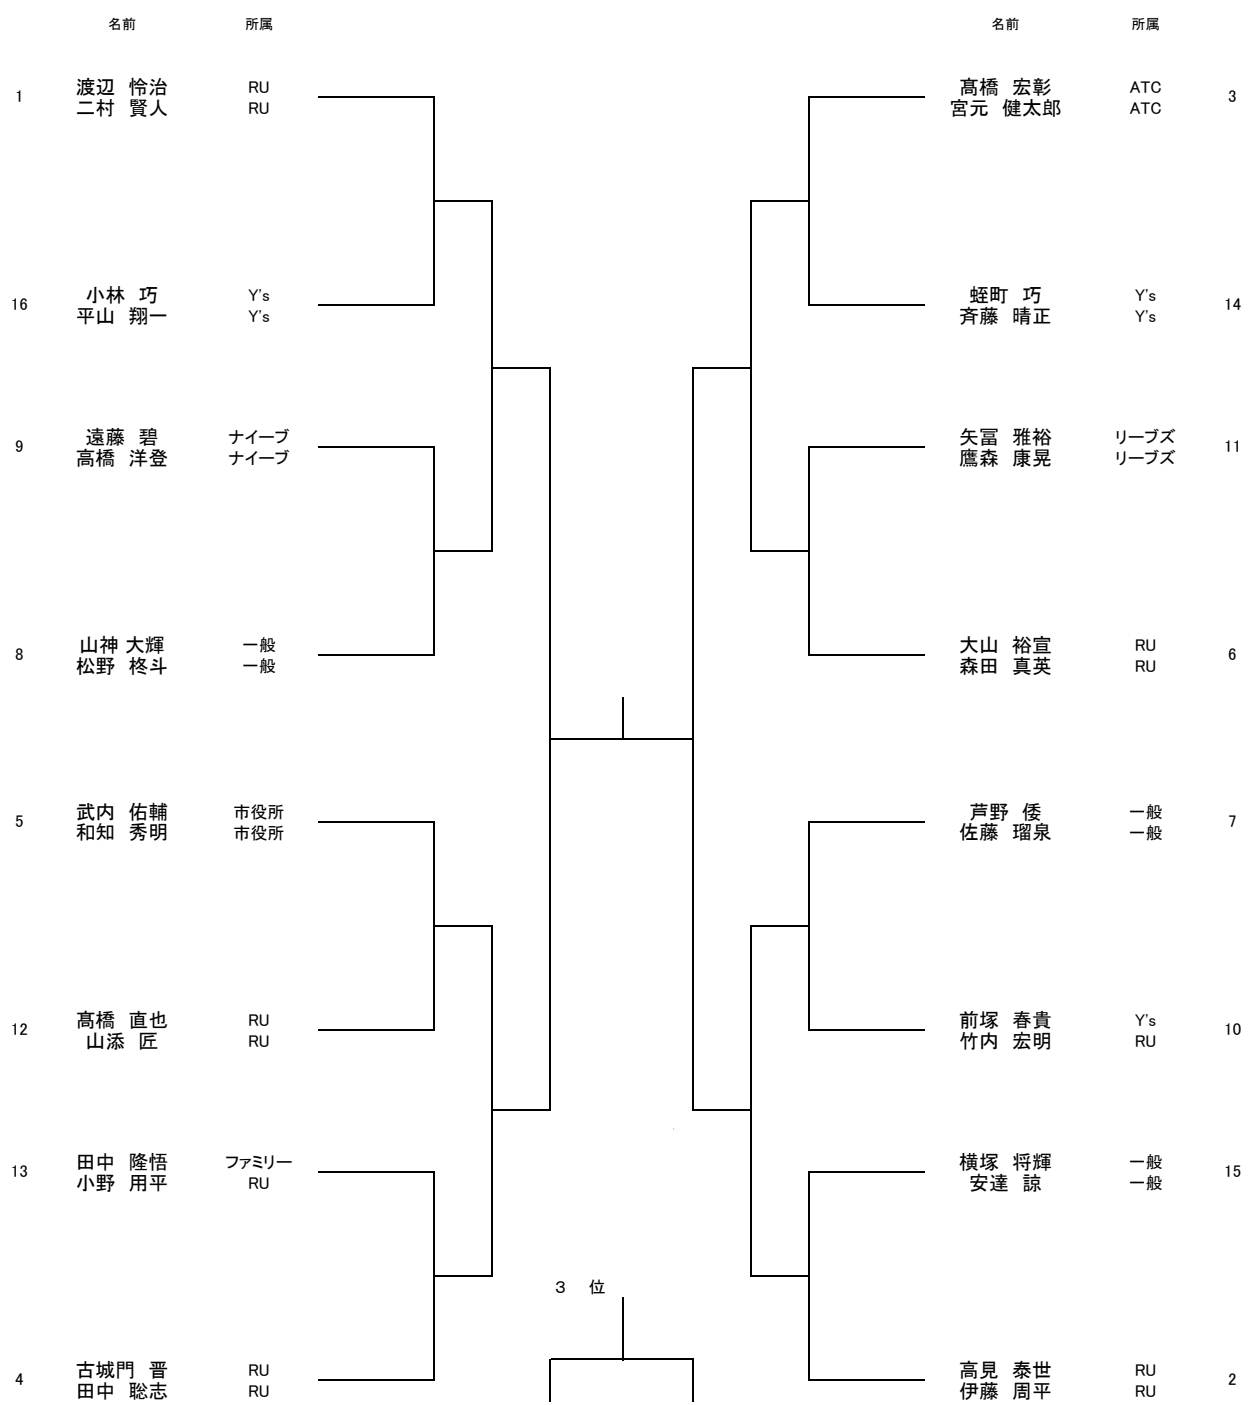 名前 所属 名前 所属
渡辺 怜治 RU 髙橋 宏彰 ATC
1 3
二村 賢人 RU 宮元 健太郎 ATC
小林 巧 Y's 蛭町 巧 Y's
16 14
平山 翔一 Y's 斉藤 晴正 Y's
遠藤 碧 ナイーブ 矢冨 雅裕 リーブズ
9 11
高橋 洋登 ナイーブ 鷹森 康晃 リーブズ
山神 大輝 一般 大山 裕宣 RU
8 6
松野 柊斗 一般 森田 真英 RU
武内 佑輔 市役所 芦野 倭 一般
5 7
和知 秀明 市役所 佐藤 瑠泉 一般
髙橋 直也 RU 前塚 春貴 Y's
12 10
山添 匠 RU 竹内 宏明 RU
田中 隆悟 ファミリー 横塚 将輝 一般
13 15
小野 用平 RU 安達 諒 一般
3 位
古城門 晋 RU 高見 泰世 RU
4 2
田中 聡志 RU 伊藤 周平 RU